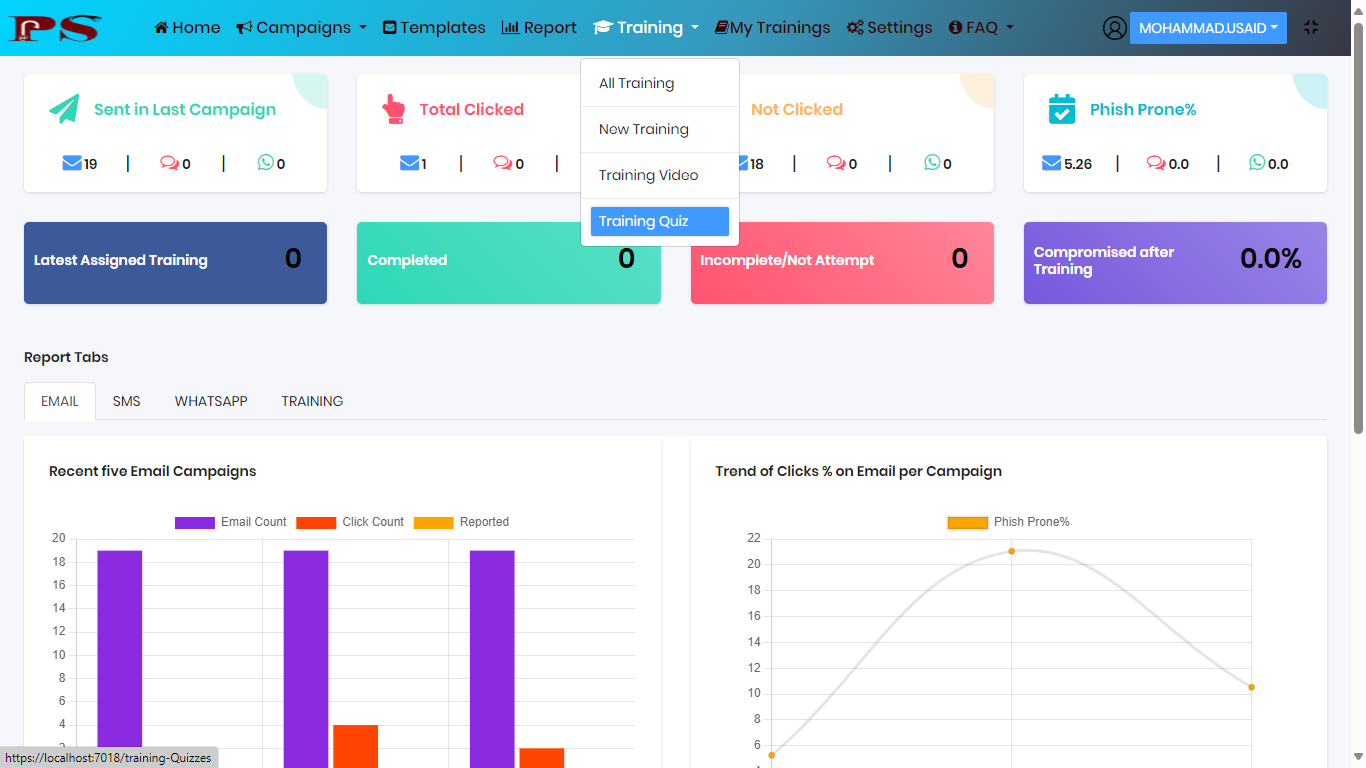 PS
Home Campaigns Templates Report Training My Trainings Settings FAQ MOHAMMAD.USAID
All Training
New Training
Training Video
Training Quiz
Sent in Last Campaign
19 | 0 | 0
Total Clicked
1 | 0 |
Not Clicked
18 | 0 | 0
Phish Prone%
5.26 | 0.0 | 0.0
Latest Assigned Training 0
Completed 0
Incomplete/Not Attempt 0
Compromised after
Training
0.0%
Report Tabs
EMAIL SMS WHATSAPP TRAINING
Recent five Email Campaigns
Email Count Click Count Reported
20
18
16
14
12
10
8
6
4
2
Trend of Clicks % on Email per Campaign
Phish Prone%
22
20
18
16
14
12
10
8
6
https://localhost:7018/training-Quizzes